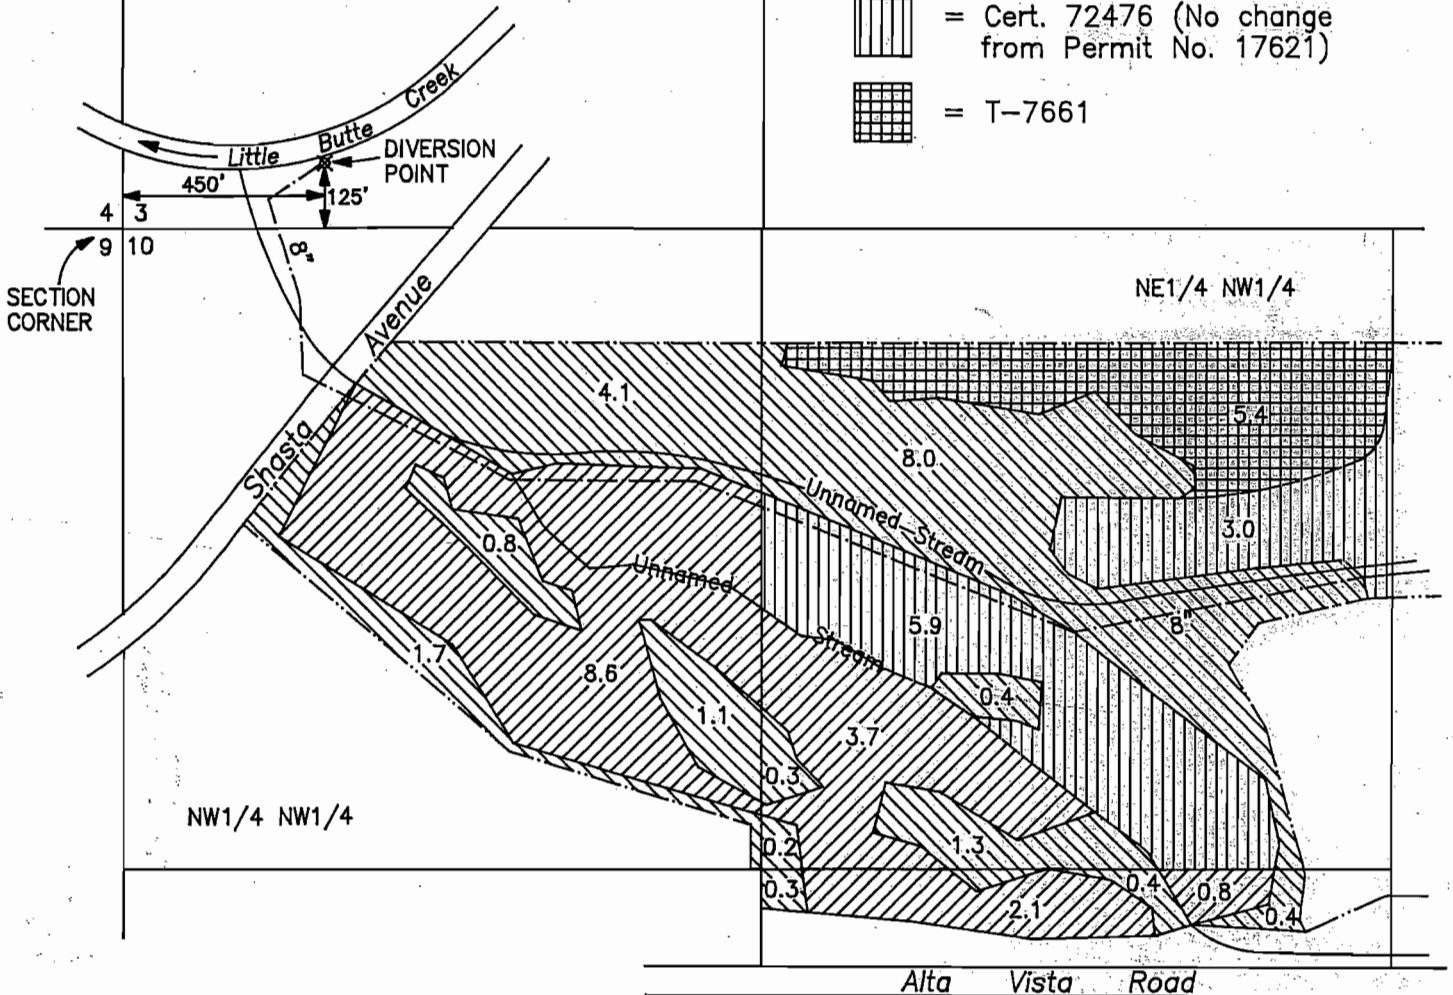 = Cert. 72476 (No change
from Permit No. 17621)
= T-7661
Little Butte Creek
DIVERSION
POINT
450'
125'
4 3
9 10
8"
SECTION
CORNER
Shasta Avenue
NE1/4 NW1/4
4.1
5.4
8.0
Unnamed Stream
3.0
0.8
Unnamed Stream
5.9
8"
1.7
8.6
0.4
1.1
3.7
0.3
NW1/4 NW1/4
0.2
1.3
0.3
0.4
0.8
2.1
0.4
Alta Vista Road